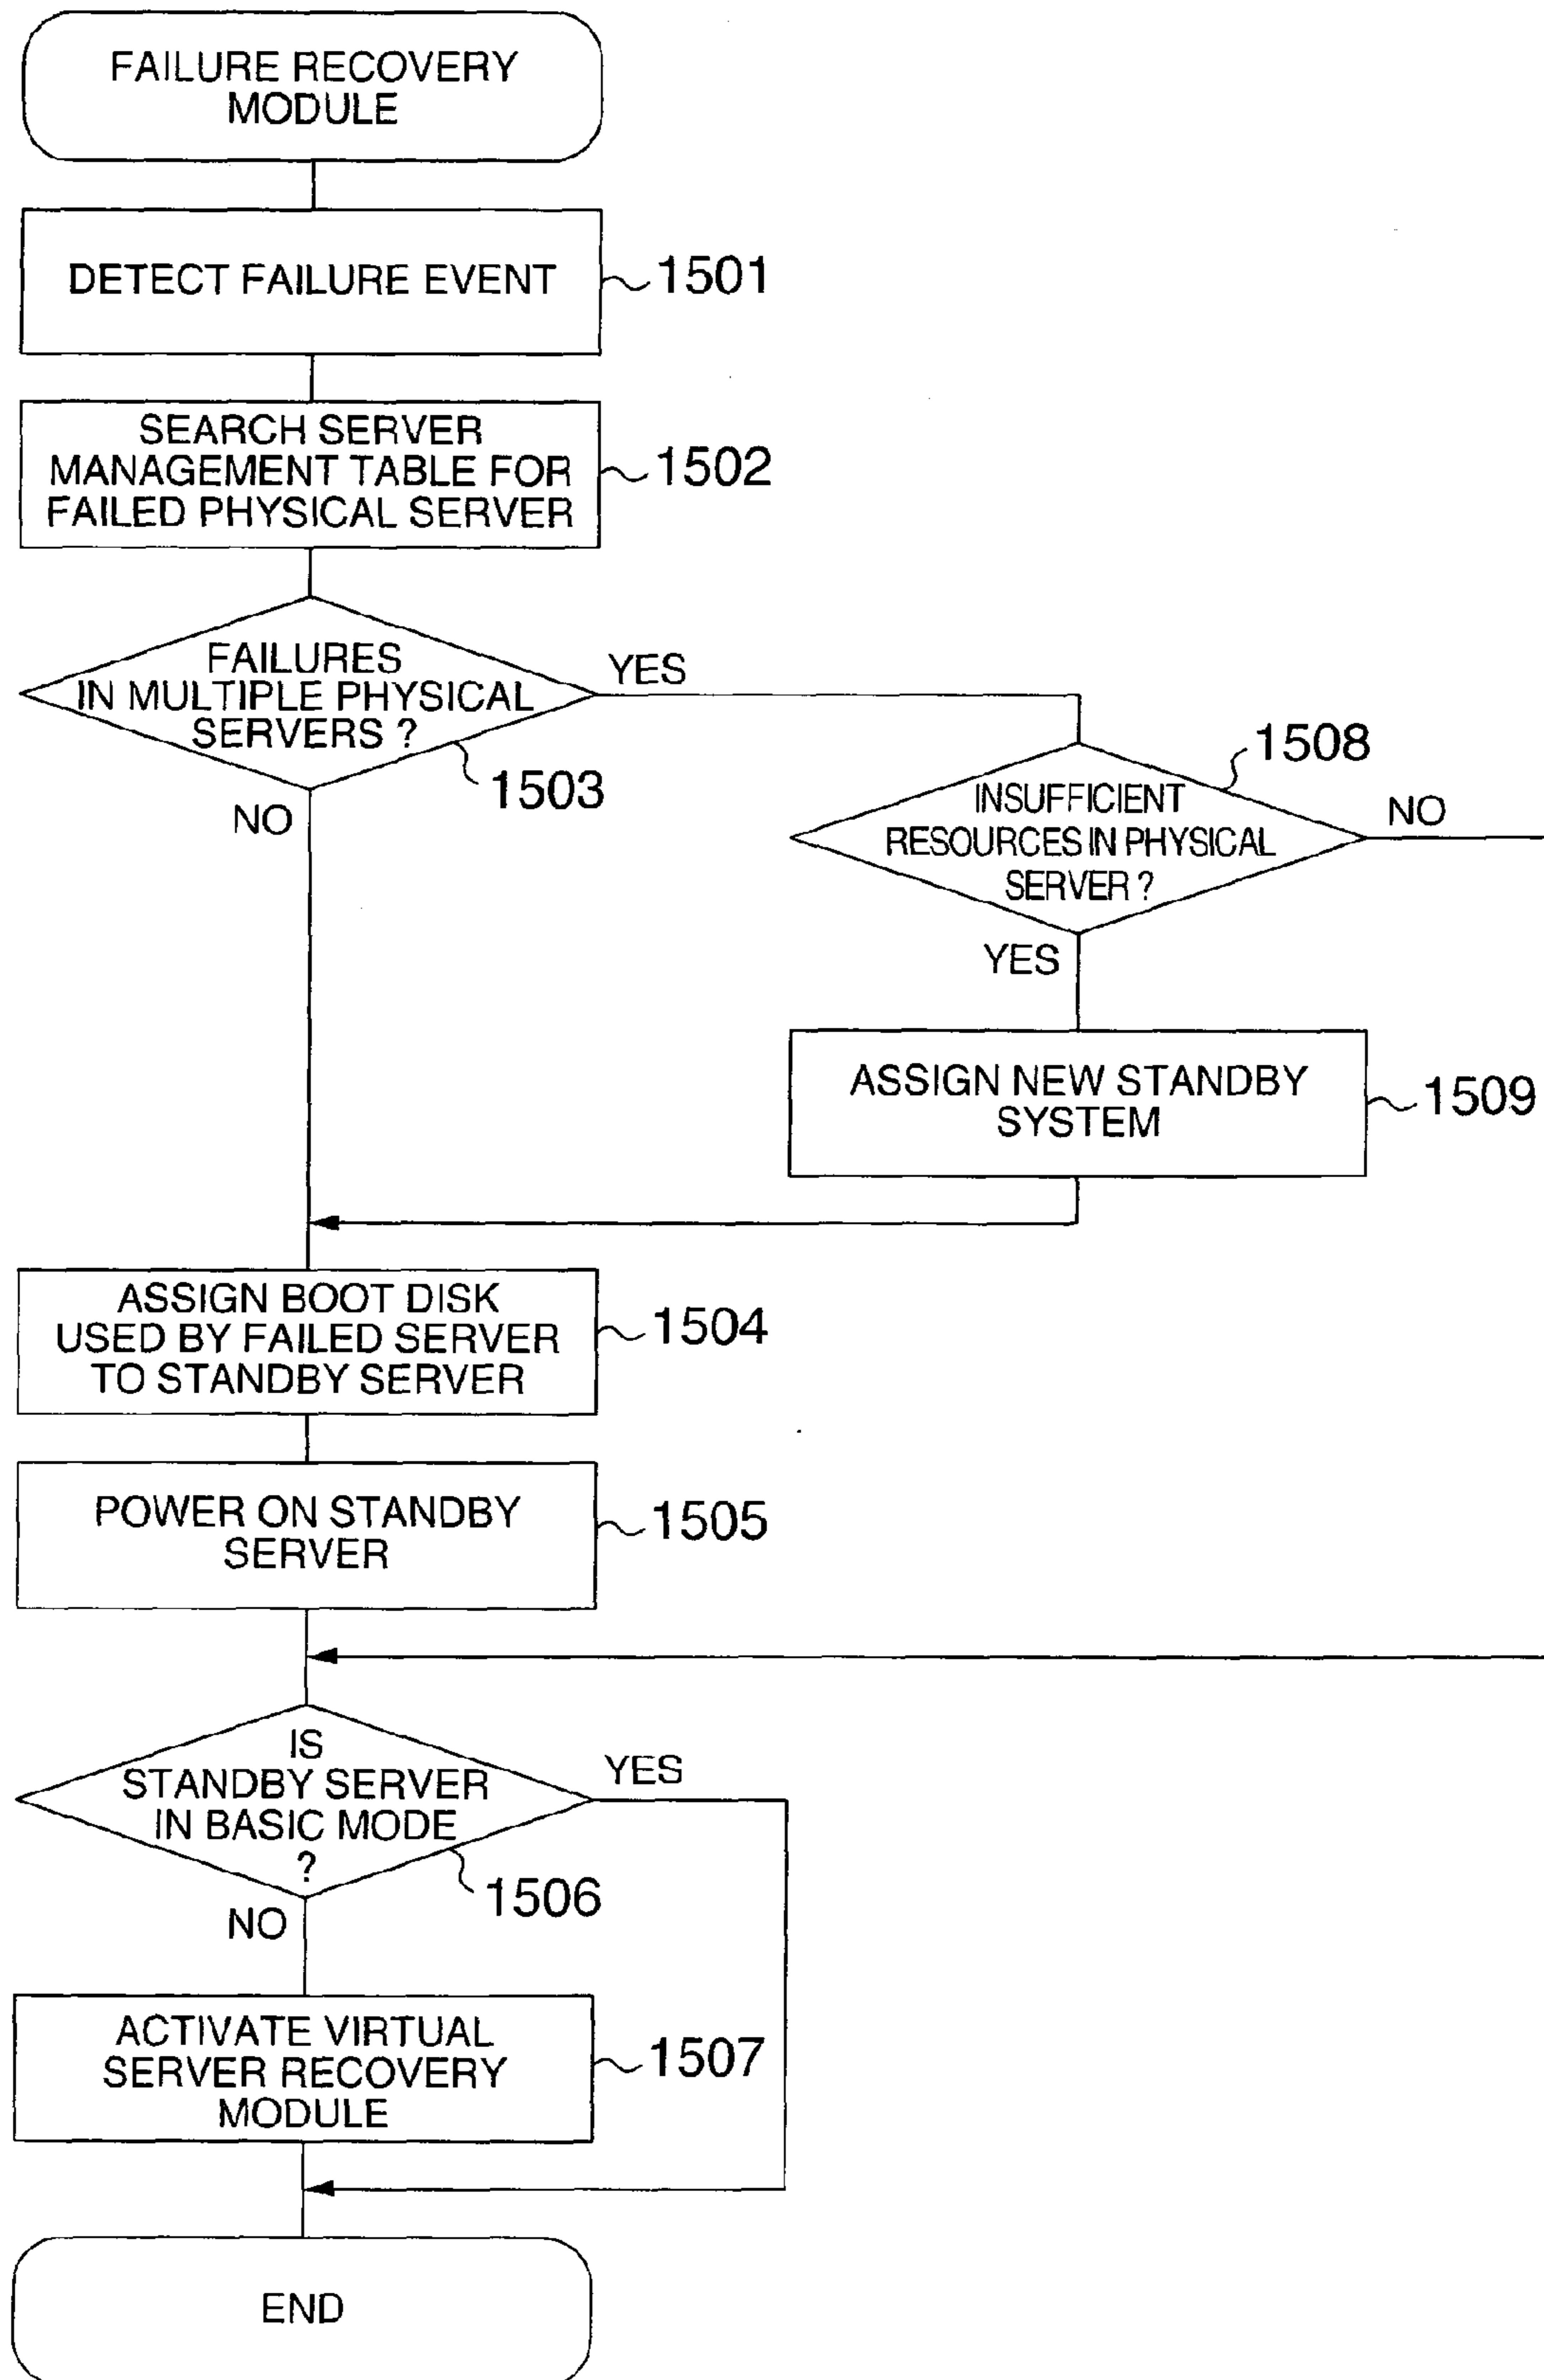 FAILURE RECOVERY
MODULE
DETECT FAILURE EVENT
1501
SEARCH SERVER
MANAGEMENT TABLE FOR
FAILED PHYSICAL SERVER
1502
FAILURES
IN MULTIPLE PHYSICAL
SERVERS ?
YES
1503
NO
1508
INSUFFICIENT
RESOURCES IN PHYSICAL
SERVER ?
NO
YES
ASSIGN NEW STANDBY
SYSTEM
1509
ASSIGN BOOT DISK
USED BY FAILED SERVER
TO STANDBY SERVER
1504
POWER ON STANDBY
SERVER
1505
IS
STANDBY SERVER
IN BASIC MODE
?
YES
1506
NO
ACTIVATE VIRTUAL
SERVER RECOVERY
MODULE
1507
END